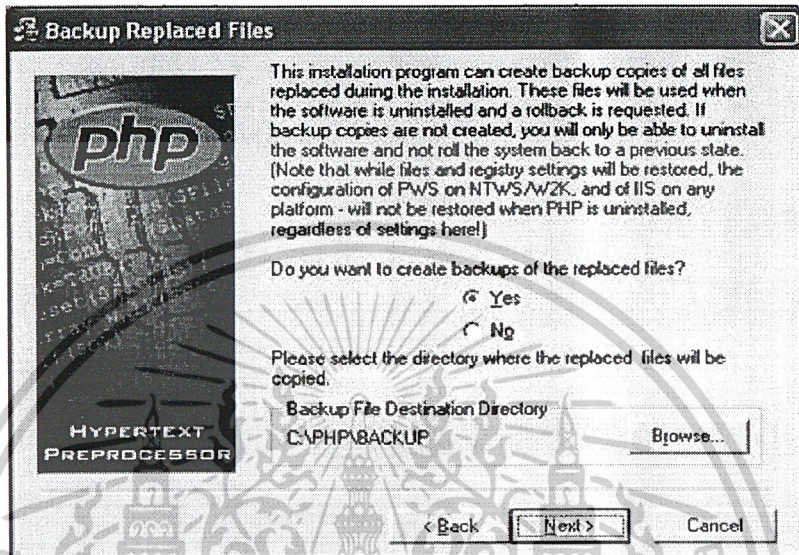 Backup Replaced Files
php
HYPERTEXT
PREPROCESSOR
This installation program can create backup copies of all files
replaced during the installation. These files will be used when
the software is uninstalled and a rollback is requested. If
backup copies are not created, you will only be able to uninstall
the software and not roll the system back to a previous state.
(Note that while files and registry settings will be restored, the
configuration of PWS on NTWS/W2K, and of IIS on any
platform - will not be restored when PHP is uninstalled,
regardless of settings here!)
Do you want to create backups of the replaced files?
Yes
No
Please select the directory where the replaced files will be
copied.
Backup File Destination Directory
C:\PHP\BACKUP
Browse...
< Back
Next >
Cancel